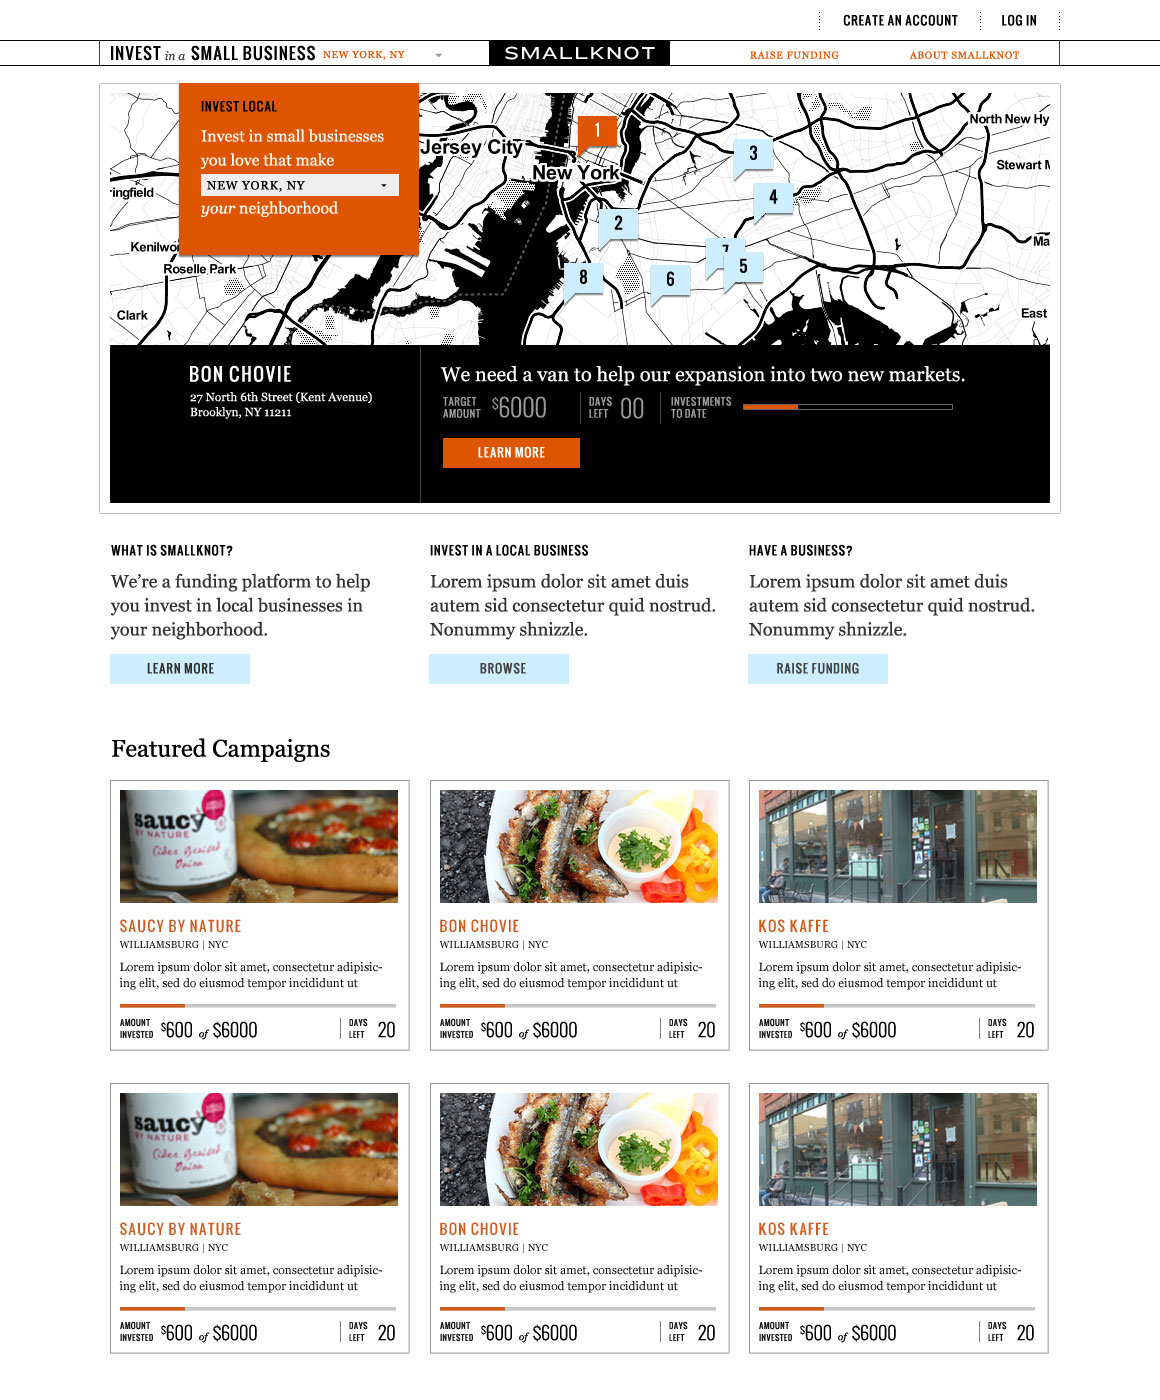 CREATE AN ACCOUNT LOG IN
INVEST in a SMALL BUSINESS NEW YORK, NY SMALLKNOT RAISE FUNDING ABOUT SMALLKNOT
INVEST LOCAL
Invest in small businesses
you love that make
NEW YORK, NY
your neighborhood
ringfield
Kenilwo
Roselle Park
Clark
Jersey City
New York
North New Hy
Stewart M
Ma
East
1
3
4
2
7
5
8
6
BON CHOVIE
27 North 6th Street (Kent Avenue)
Brooklyn, NY 11211
We need a van to help our expansion into two new markets.
TARGET AMOUNT $6000 DAYS LEFT 00 INVESTMENTS TO DATE
LEARN MORE
WHAT IS SMALLKNOT?
We're a funding platform to help
you invest in local businesses in
your neighborhood.
LEARN MORE
INVEST IN A LOCAL BUSINESS
Lorem ipsum dolor sit amet duis
autem sid consectetur quid nostrud.
Nonummy shnizzle.
BROWSE
HAVE A BUSINESS?
Lorem ipsum dolor sit amet duis
autem sid consectetur quid nostrud.
Nonummy shnizzle.
RAISE FUNDING
Featured Campaigns
saucy
BY NATURE
Cider Braised
Onion
SAUCY BY NATURE
WILLIAMSBURG | NYC
Lorem ipsum dolor sit amet, consectetur adipisic-
ing elit, sed do eiusmod tempor incididunt ut
AMOUNT INVESTED $600 of $6000 DAYS LEFT 20
BON CHOVIE
WILLIAMSBURG | NYC
Lorem ipsum dolor sit amet, consectetur adipisic-
ing elit, sed do eiusmod tempor incididunt ut
AMOUNT INVESTED $600 of $6000 DAYS LEFT 20
KOS KAFFE
WILLIAMSBURG | NYC
Lorem ipsum dolor sit amet, consectetur adipisic-
ing elit, sed do eiusmod tempor incididunt ut
AMOUNT INVESTED $600 of $6000 DAYS LEFT 20
saucy
BY NATURE
Cider Braised
Onion
SAUCY BY NATURE
WILLIAMSBURG | NYC
Lorem ipsum dolor sit amet, consectetur adipisic-
ing elit, sed do eiusmod tempor incididunt ut
AMOUNT INVESTED $600 of $6000 DAYS LEFT 20
BON CHOVIE
WILLIAMSBURG | NYC
Lorem ipsum dolor sit amet, consectetur adipisic-
ing elit, sed do eiusmod tempor incididunt ut
AMOUNT INVESTED $600 of $6000 DAYS LEFT 20
KOS KAFFE
WILLIAMSBURG | NYC
Lorem ipsum dolor sit amet, consectetur adipisic-
ing elit, sed do eiusmod tempor incididunt ut
AMOUNT INVESTED $600 of $6000 DAYS LEFT 20